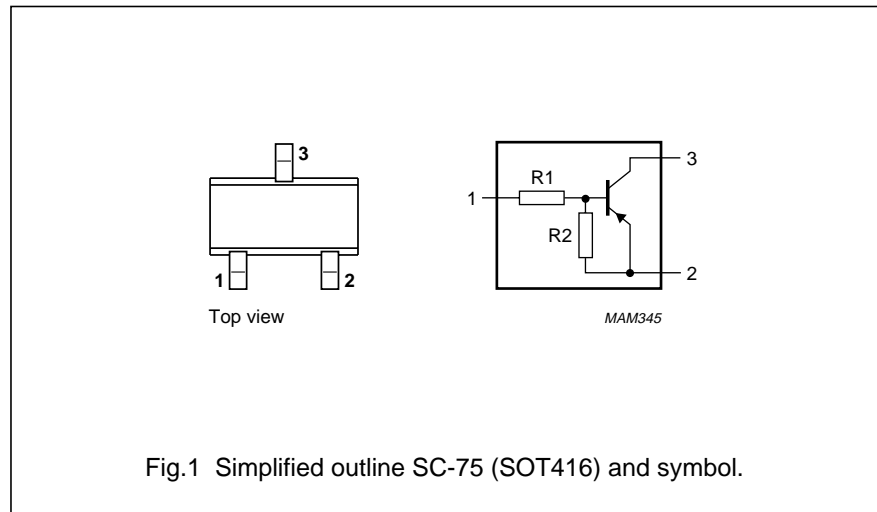 3
1
2
Top view
R1
R2
1
3
2
MAM345
Fig.1 Simplified outline SC-75 (SOT416) and symbol.